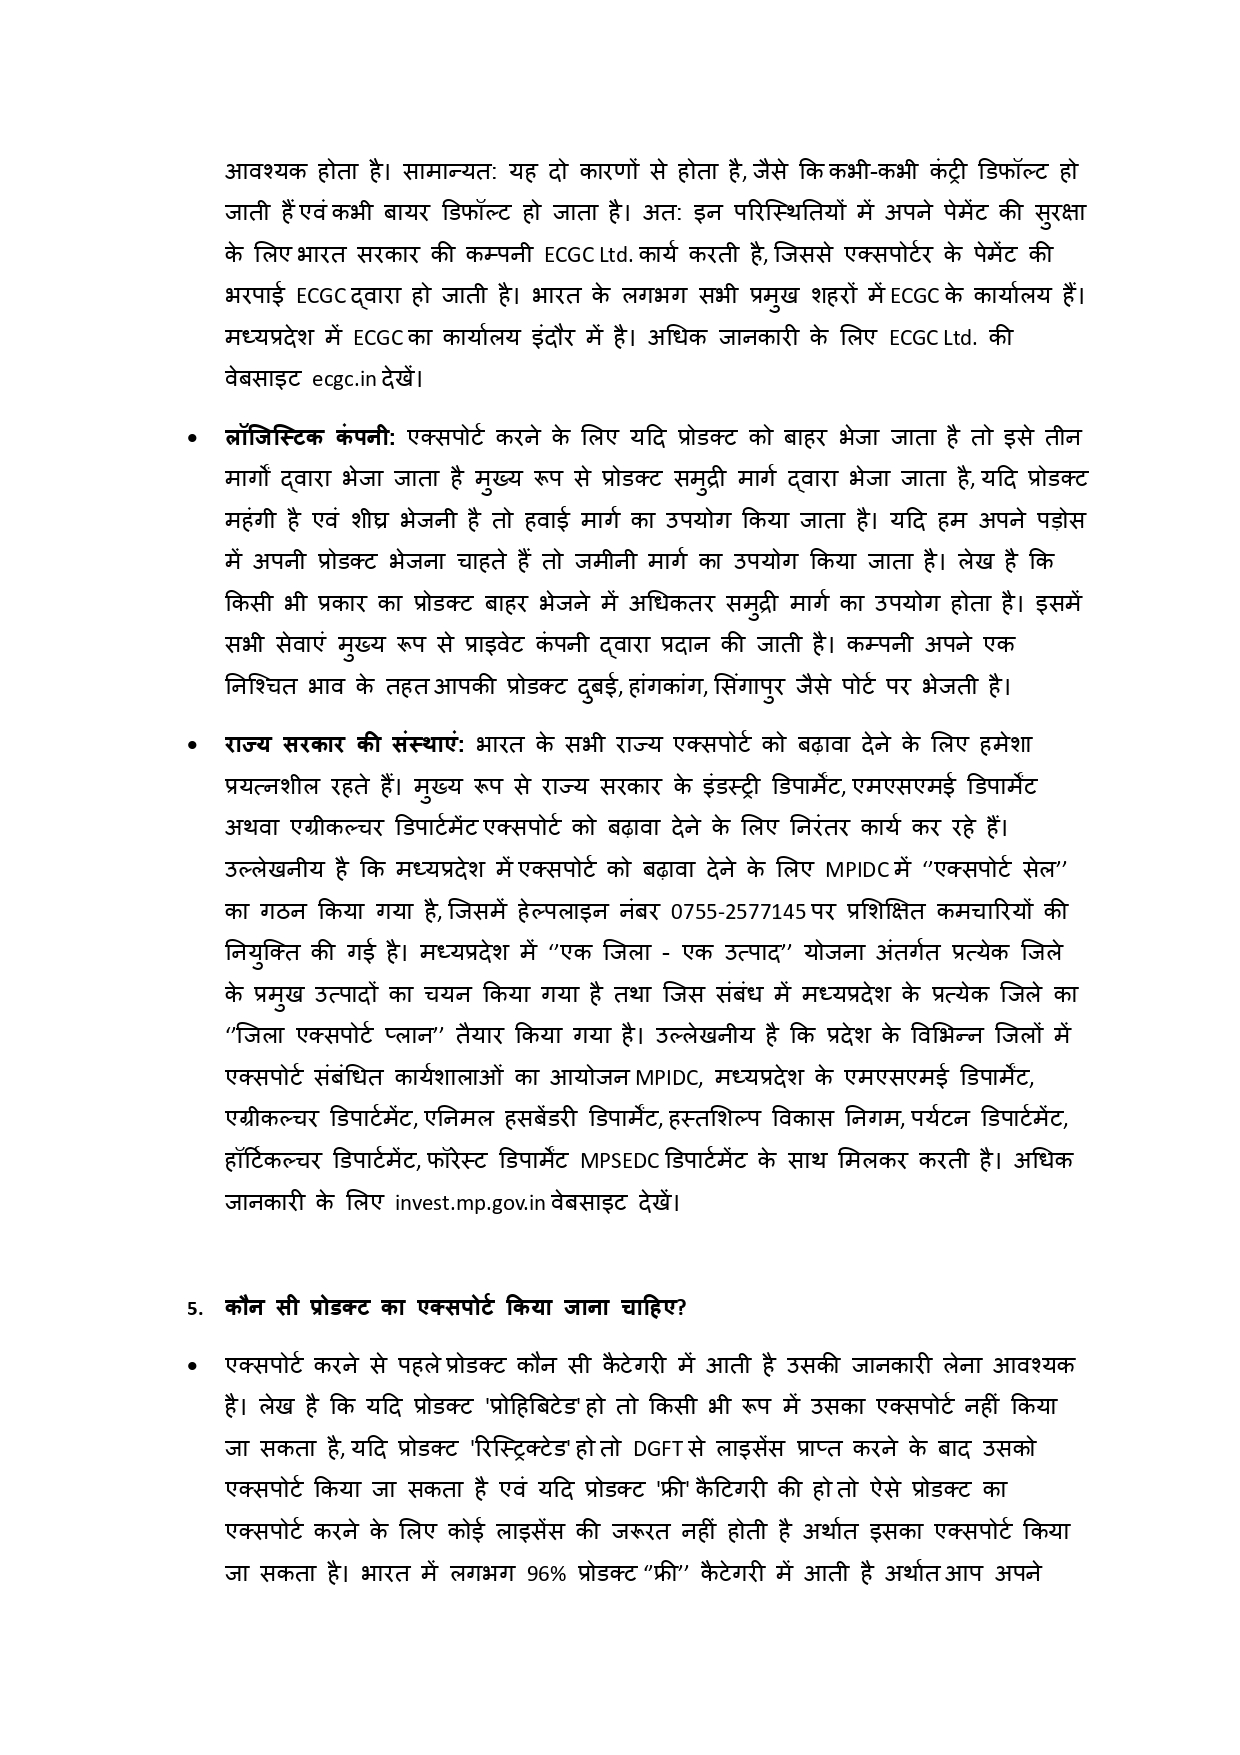 आवश्यक होता है। सामान्यत: यह दो कारणों से होता है, जैसे कि कभी-कभी कंट्री डिफॉल्ट हो
जाती हैं एवं कभी बायर डिफॉल्ट हो जाता है। अत: इन परिस्थितियों में अपने पेमेंट की सुरक्षा
के लिए भारत सरकार की कम्पनी ECGC Ltd. कार्य करती है, जिससे एक्सपोर्टर के पेमेंट की
भरपाई ECGC द्वारा हो जाती है। भारत के लगभग सभी प्रमुख शहरों में ECGC के कार्यालय हैं।
मध्यप्रदेश में ECGC का कार्यालय इंदौर में है। अधिक जानकारी के लिए ECGC Ltd. की
वेबसाइट ecgc.in देखें।
• लॉजिस्टिक कंपनी: एक्सपोर्ट करने के लिए यदि प्रोडक्ट को बाहर भेजा जाता है तो इसे तीन
मार्गों द्वारा भेजा जाता है मुख्य रूप से प्रोडक्ट समुद्री मार्ग द्वारा भेजा जाता है, यदि प्रोडक्ट
महंगी है एवं शीघ्र भेजनी है तो हवाई मार्ग का उपयोग किया जाता है। यदि हम अपने पड़ोस
में अपनी प्रोडक्ट भेजना चाहते हैं तो जमीनी मार्ग का उपयोग किया जाता है। लेख है कि
किसी भी प्रकार का प्रोडक्ट बाहर भेजने में अधिकतर समुद्री मार्ग का उपयोग होता है। इसमें
सभी सेवाएं मुख्य रूप से प्राइवेट कंपनी द्वारा प्रदान की जाती है। कम्पनी अपने एक
निश्चित भाव के तहत आपकी प्रोडक्ट दुबई, हांगकांग, सिंगापुर जैसे पोर्ट पर भेजती है।
• राज्य सरकार की संस्थाएं: भारत के सभी राज्य एक्सपोर्ट को बढ़ावा देने के लिए हमेशा
प्रयत्नशील रहते हैं। मुख्य रूप से राज्य सरकार के इंडस्ट्री डिपार्मेंट, एमएसएमई डिपार्मेंट
अथवा एग्रीकल्चर डिपार्टमेंट एक्सपोर्ट को बढ़ावा देने के लिए निरंतर कार्य कर रहे हैं।
उल्लेखनीय है कि मध्यप्रदेश में एक्सपोर्ट को बढ़ावा देने के लिए MPIDC में ‘’एक्सपोर्ट सेल’’
का गठन किया गया है, जिसमें हेल्पलाइन नंबर 0755-2577145 पर प्रशिक्षित कमचारियों की
नियुक्ति की गई है। मध्यप्रदेश में ‘’एक जिला - एक उत्पाद’’ योजना अंतर्गत प्रत्येक जिले
के प्रमुख उत्पादों का चयन किया गया है तथा जिस संबंध में मध्यप्रदेश के प्रत्येक जिले का
‘’जिला एक्सपोर्ट प्लान’’ तैयार किया गया है। उल्लेखनीय है कि प्रदेश के विभिन्न जिलों में
एक्सपोर्ट संबंधित कार्यशालाओं का आयोजन MPIDC, मध्यप्रदेश के एमएसएमई डिपार्मेंट,
एग्रीकल्चर डिपार्टमेंट, एनिमल हसबेंडरी डिपार्मेंट, हस्तशिल्प विकास निगम, पर्यटन डिपार्टमेंट,
हॉर्टिकल्चर डिपार्टमेंट, फॉरेस्ट डिपार्मेंट MPSEDC डिपार्टमेंट के साथ मिलकर करती है। अधिक
जानकारी के लिए invest.mp.gov.in वेबसाइट देखें।
5. कौन सी प्रोडक्ट का एक्सपोर्ट किया जाना चाहिए?
• एक्सपोर्ट करने से पहले प्रोडक्ट कौन सी कैटेगरी में आती है उसकी जानकारी लेना आवश्यक
है। लेख है कि यदि प्रोडक्ट 'प्रोहिबिटेड' हो तो किसी भी रूप में उसका एक्सपोर्ट नहीं किया
जा सकता है, यदि प्रोडक्ट 'रिस्ट्रिक्टेड' हो तो DGFT से लाइसेंस प्राप्त करने के बाद उसको
एक्सपोर्ट किया जा सकता है एवं यदि प्रोडक्ट 'फ्री' कैटिगरी की हो तो ऐसे प्रोडक्ट का
एक्सपोर्ट करने के लिए कोई लाइसेंस की जरूरत नहीं होती है अर्थात इसका एक्सपोर्ट किया
जा सकता है। भारत में लगभग 96% प्रोडक्ट ‘’फ्री’’ कैटेगरी में आती है अर्थात आप अपने